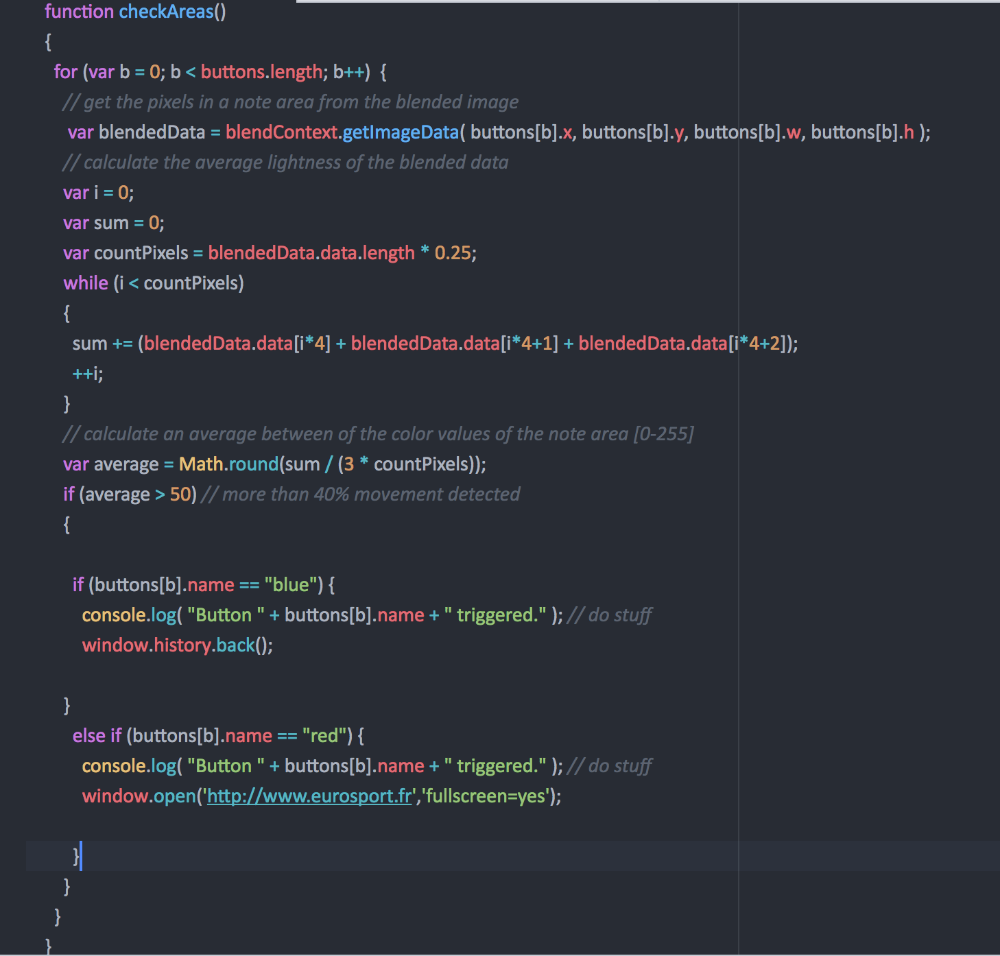 function checkAreas()
{
for (var b = 0; b < buttons.length; b++) {
// get the pixels in a note area from the blended image
var blendedData = blendContext.getImageData( buttons[b].x, buttons[b].y, buttons[b].w, buttons[b].h );
// calculate the average lightness of the blended data
var i = 0;
var sum = 0;
var countPixels = blendedData.data.length * 0.25;
while (i < countPixels)
{
sum += (blendedData.data[i*4] + blendedData.data[i*4+1] + blendedData.data[i*4+2]);
++i;
}
// calculate an average between of the color values of the note area [0-255]
var average = Math.round(sum / (3 * countPixels));
if (average > 50) // more than 40% movement detected
{
if (buttons[b].name == "blue") {
console.log( "Button " + buttons[b].name + " triggered." ); // do stuff
window.history.back();
}
else if (buttons[b].name == "red") {
console.log( "Button " + buttons[b].name + " triggered." ); // do stuff
window.open('http://www.eurosport.fr','fullscreen=yes');
}
}
}
}